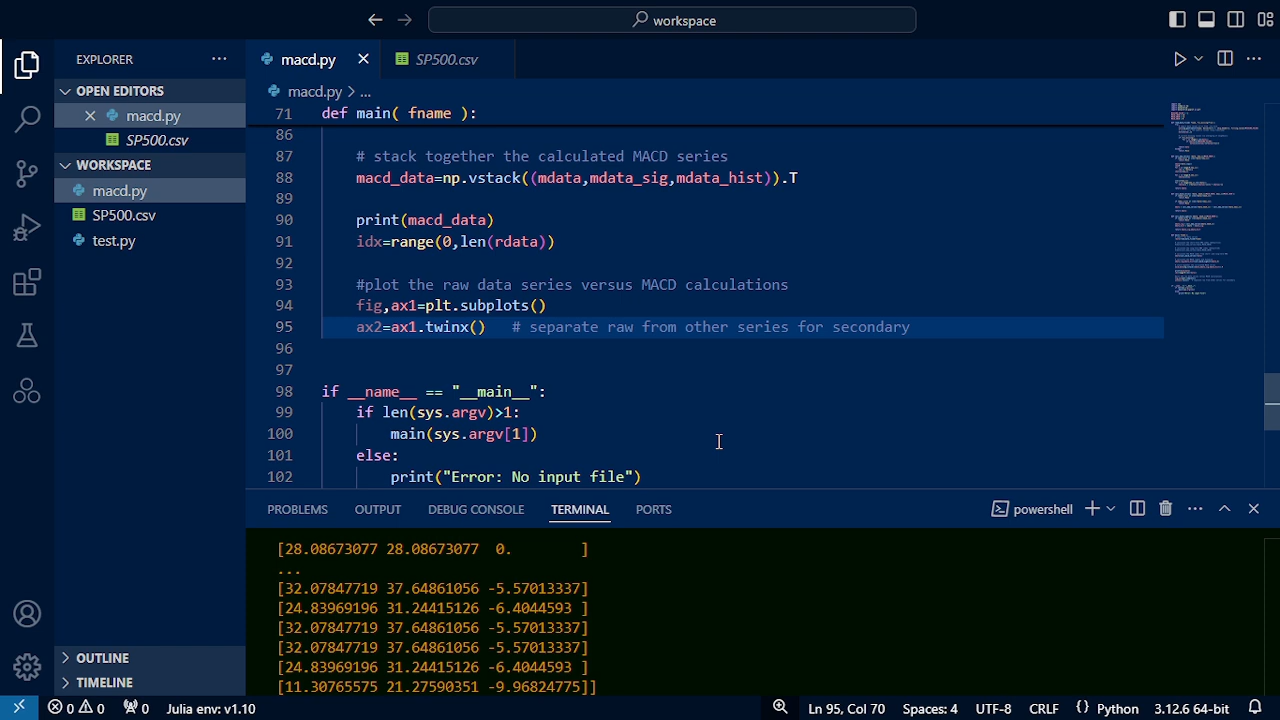 workspace
EXPLORER
macd.py
SP500.csv
OPEN EDITORS
macd.py > ...
macd.py
71 def main( fname ):
SP500.csv
86
WORKSPACE
87 # stack together the calculated MACD series
macd.py
88 macd_data=np.vstack((mdata,mdata_sig,mdata_hist)).T
SP500.csv
89
test.py
90 print(macd_data)
91 idx=range(0,len(rdata))
92
93 #plot the raw time series versus MACD calculations
94 fig,ax1=plt.subplots()
95 ax2=ax1.twinx() # separate raw from other series for secondary
96
97
98 if __name__ == "__main__":
99 if len(sys.argv)>1:
100 main(sys.argv[1])
101 else:
102 print("Error: No input file")
PROBLEMS OUTPUT DEBUG CONSOLE TERMINAL PORTS powershell
[28.08673077 28.08673077 0. ]
...
[32.07847719 37.64861056 -5.57013337]
[24.83969196 31.24415126 -6.4044593 ]
[32.07847719 37.64861056 -5.57013337]
[32.07847719 37.64861056 -5.57013337]
[24.83969196 31.24415126 -6.4044593 ]
[11.30765575 21.27590351 -9.96824775]]
OUTLINE
TIMELINE
0 0 0 Julia env: v1.10 Ln 95, Col 70 Spaces: 4 UTF-8 CRLF {} Python 3.12.6 64-bit